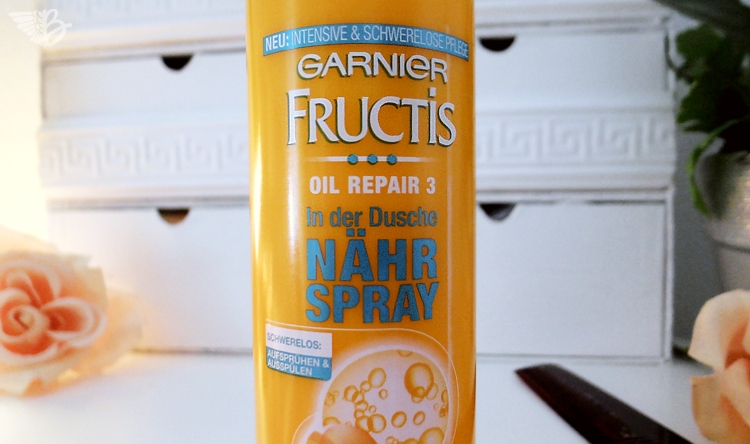 NEU: INTENSIVE & SCHWERELOSE PFLEGE
GARNIER
FRUCTIS
OIL REPAIR 3
In der Dusche
NÄHR
SPRAY
SCHWERELOS:
AUFSPRÜHEN &
AUSSPÜLEN